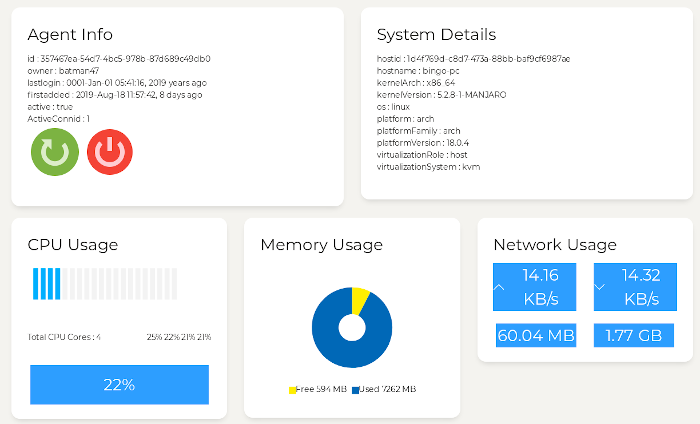 Agent Info
id : 357467ea-54d7-4bc5-978b-87d689c49db0
owner : batman47
lastlogin : 0001-Jan-01 05:41:16, 2019 years ago
firstadded : 2019-Aug-18 11:57:42, 8 days ago
active : true
ActiveConnid : 1
System Details
hostid : 1d4f769d-c8d7-473a-88bb-baf9cf6987ae
hostname : bingo-pc
kernelArch : x86_64
kernelVersion : 5.2.8-1-MANJARO
os : linux
platform : arch
platformFamily : arch
platformVersion : 18.0.4
virtualizationRole : host
virtualizationSystem : kvm
CPU Usage
Total CPU Cores : 4 25% 22% 21% 21%
22%
Memory Usage
Free 594 MB Used 7262 MB
Network Usage
14.16 KB/s
14.32 KB/s
60.04 MB
1.77 GB